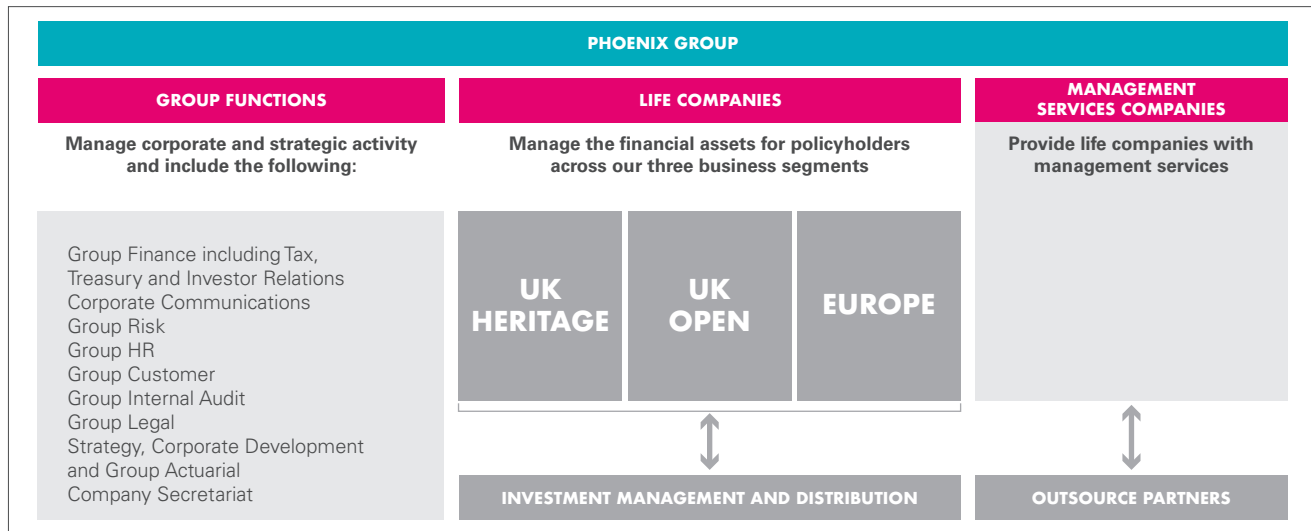 PHOENIX GROUP
GROUP FUNCTIONS
Manage corporate and strategic activity
and include the following:
Group Finance including Tax,
Treasury and Investor Relations
Corporate Communications
Group Risk
Group HR
Group Customer
Group Internal Audit
Group Legal
Strategy, Corporate Development
and Group Actuarial
Company Secretariat
LIFE COMPANIES
Manage the financial assets for policyholders
across our three business segments
UK
HERITAGE
UK
OPEN
EUROPE
INVESTMENT MANAGEMENT AND DISTRIBUTION
MANAGEMENT
SERVICES COMPANIES
Provide life companies with
management services
OUTSOURCE PARTNERS